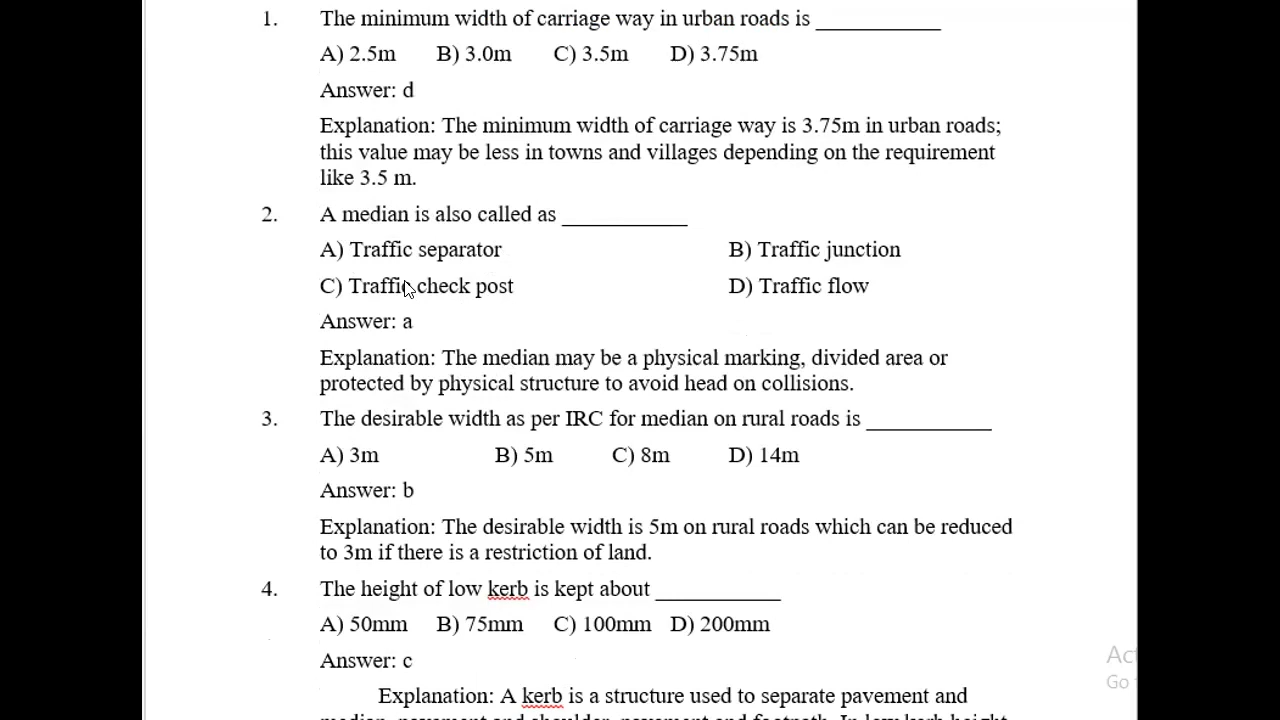 1. The minimum width of carriage way in urban roads is ___________
A) 2.5m B) 3.0m C) 3.5m D) 3.75m
Answer: d
Explanation: The minimum width of carriage way is 3.75m in urban roads;
this value may be less in towns and villages depending on the requirement
like 3.5 m.
2. A median is also called as ___________
A) Traffic separator B) Traffic junction
C) Traffic check post D) Traffic flow
Answer: a
Explanation: The median may be a physical marking, divided area or
protected by physical structure to avoid head on collisions.
3. The desirable width as per IRC for median on rural roads is ___________
A) 3m B) 5m C) 8m D) 14m
Answer: b
Explanation: The desirable width is 5m on rural roads which can be reduced
to 3m if there is a restriction of land.
4. The height of low kerb is kept about ___________
A) 50mm B) 75mm C) 100mm D) 200mm
Answer: c
Explanation: A kerb is a structure used to separate pavement and
Go